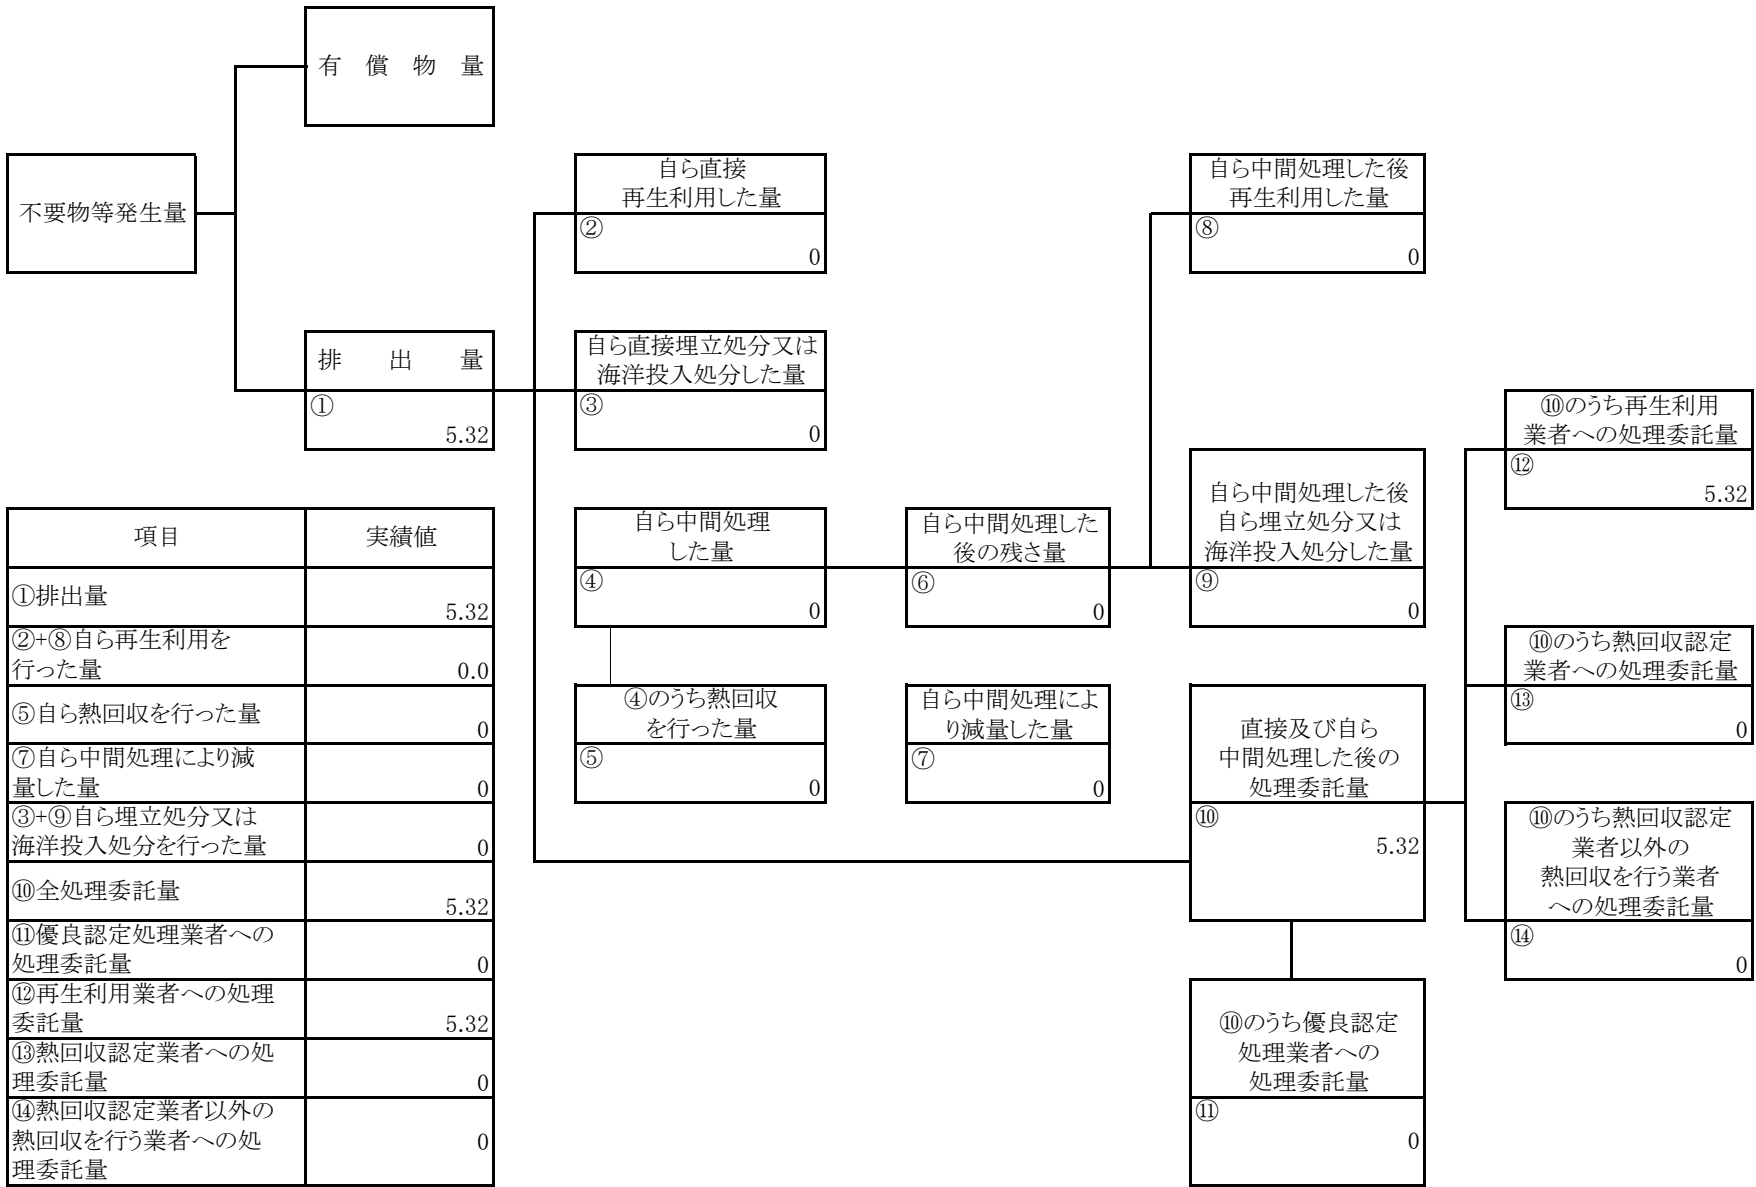 有　償　物　量
不要物等発生量
自ら直接
再生利用した量
②
0
自ら中間処理した後
再生利用した量
⑧
0
排　出　量
①
5.32
自ら直接埋立処分又は
海洋投入処分した量
③
0
⑩のうち再生利用
業者への処理委託量
⑫
5.32
自ら中間処理
した量
④
0
自ら中間処理した
後の残さ量
⑥
0
自ら中間処理した後
自ら埋立処分又は
海洋投入処分した量
⑨
0
⑩のうち熱回収認定
業者への処理委託量
⑬
0
④のうち熱回収
を行った量
⑤
0
自ら中間処理によ
り減量した量
⑦
0
直接及び自ら
中間処理した後の
処理委託量
⑩
5.32
⑩のうち熱回収認定
業者以外の
熱回収を行う業者
への処理委託量
⑭
0
⑩のうち優良認定
処理業者への
処理委託量
⑪
0
項目 実績値
①排出量
5.32
②+⑧自ら再生利用を
行った量
0.0
⑤自ら熱回収を行った量
0
⑦自ら中間処理により減
量した量
0
③+⑨自ら埋立処分又は
海洋投入処分を行った量
0
⑩全処理委託量
5.32
⑪優良認定処理業者への
処理委託量
0
⑫再生利用業者への処理
委託量
5.32
⑬熱回収認定業者への処
理委託量
0
⑭熱回収認定業者以外の
熱回収を行う業者への処
理委託量
0